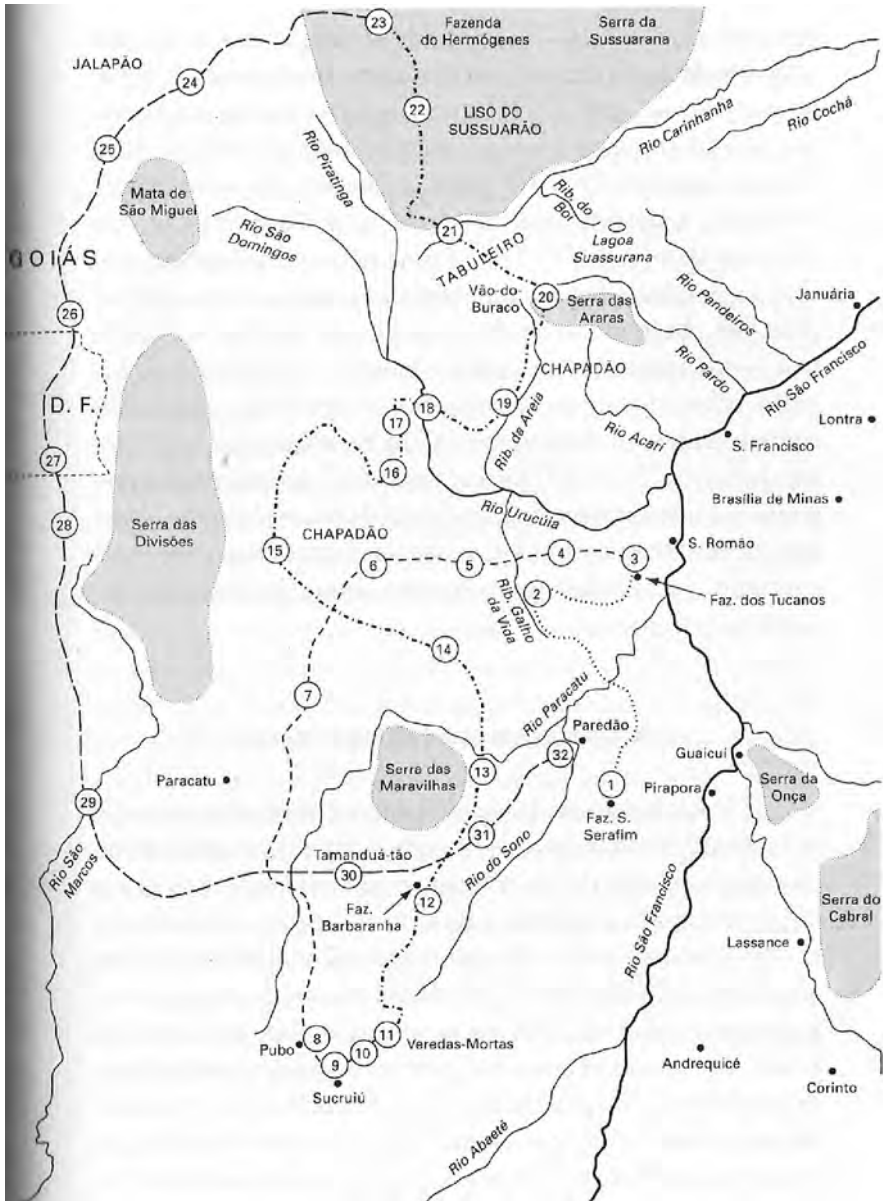 23
Fazenda
do Hermógenes
Serra da
Sussuarana
JALAPÃO
24
22
LISO DO
SUSSUARÃO
Rio Carinhanha
Rio Cochá
25
Rio Piratinga
Mata de
São Miguel
Rio São
Domingos
Rib. do
Boi
21
Lagoa
Suassurana
GOIÁS
TABULEIRO
Vão-do-
Buraco
20
Serra das
Araras
Rio Pandeiros
Januária
26
CHAPADÃO
Rio Pardo
Rio São Francisco
D. F.
17
18
19
Rib. da Areia
Rio Acari
Lontra
S. Francisco
27
16
Brasília de Minas
28
Serra das
Divisões
CHAPADÃO
Rio Urucúia
15
6
5
4
3
S. Romão
2
Faz. dos Tucanos
Rib. Galho
da Vida
14
7
Rio Paracatu
Paredão
32
Guaicuí
Paracatu
Serra das
Maravilhas
13
1
Pirapora
Serra da
Onça
29
Faz. S.
Serafim
31
Rio São
Marcos
Tamanduá-tão
30
Rio do Sono
Faz.
Barbaranha
12
Serra do
Cabral
Rio São Francisco
Lassance
8
11
Veredas-Mortas
Pubo
10
9
Sucruiú
Andrequicé
Corinto
Rio Abaeté